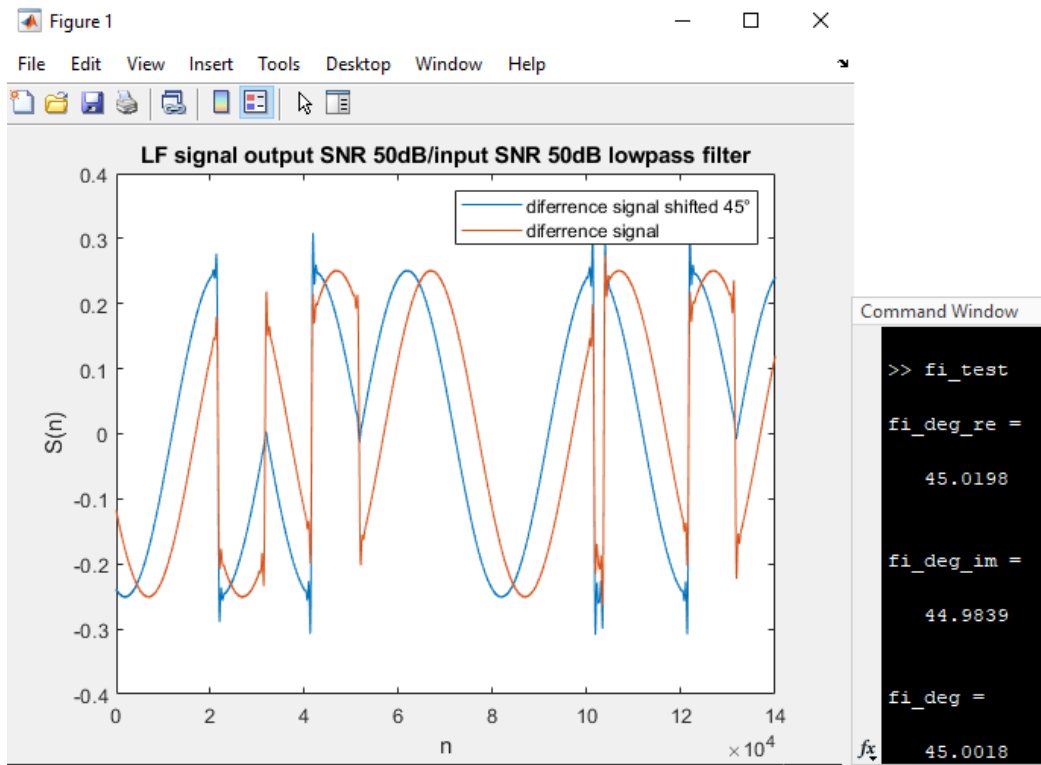 Figure 1
File Edit View Insert Tools Desktop Window Help
LF signal output SNR 50dB/input SNR 50dB lowpass filter
diferrence signal shifted 45°
diferrence signal
0.4
0.3
0.2
0.1
0
-0.1
-0.2
-0.3
-0.4
S(n)
0 2 4 6 8 10 12 14
n
×10^4
Command Window
>> fi_test
fi_deg_re =
45.0198
fi_deg_im =
44.9839
fi_deg =
fx 45.0018